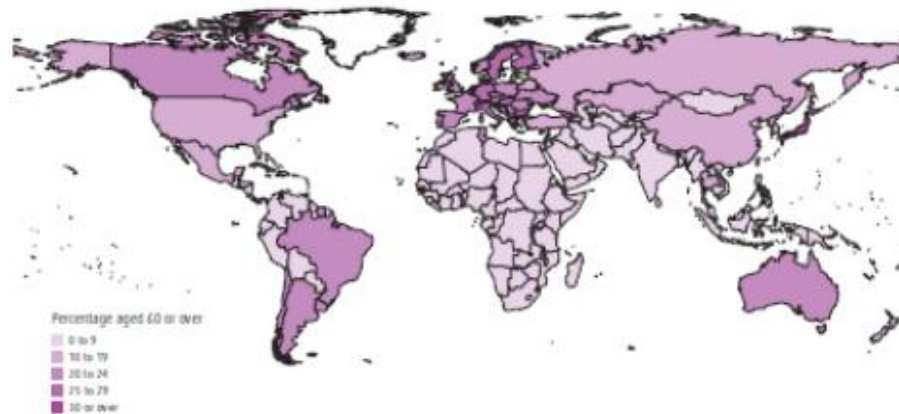 Percentage aged 60 or over
0 to 9
10 to 19
20 to 24
25 to 29
30 or over